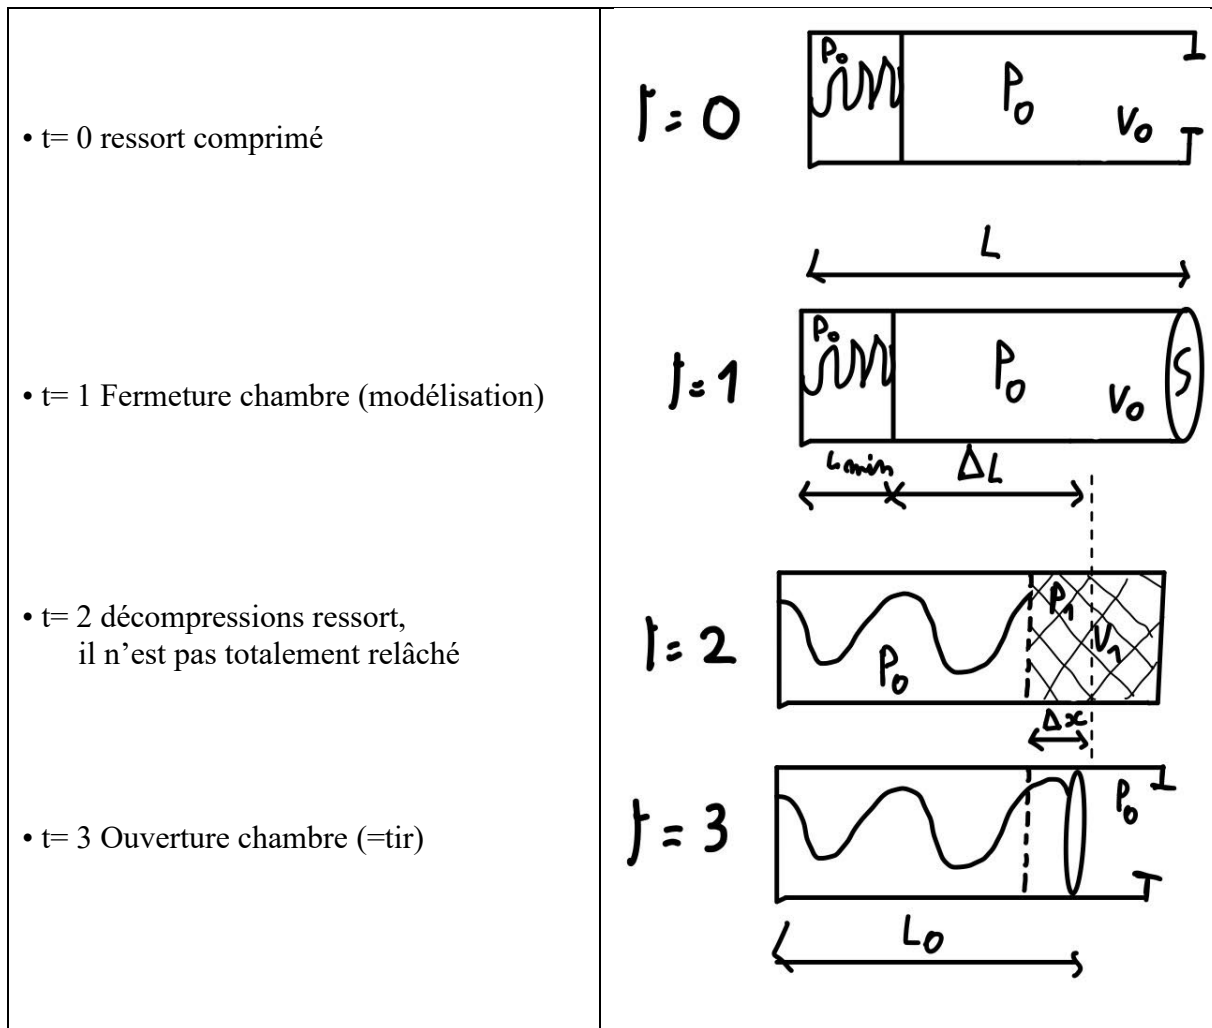 • t= 0 ressort comprimé
t = 0
P₀
P₀
V₀
L
• t= 1 Fermeture chambre (modélisation)
t = 1
P₀
P₀
V₀
S
Lmin
ΔL
• t= 2 décompressions ressort,
il n’est pas totalement relâché
t = 2
P₀
P₁
V₁
Δx
• t= 3 Ouverture chambre (=tir)
t = 3
P₀
L₀